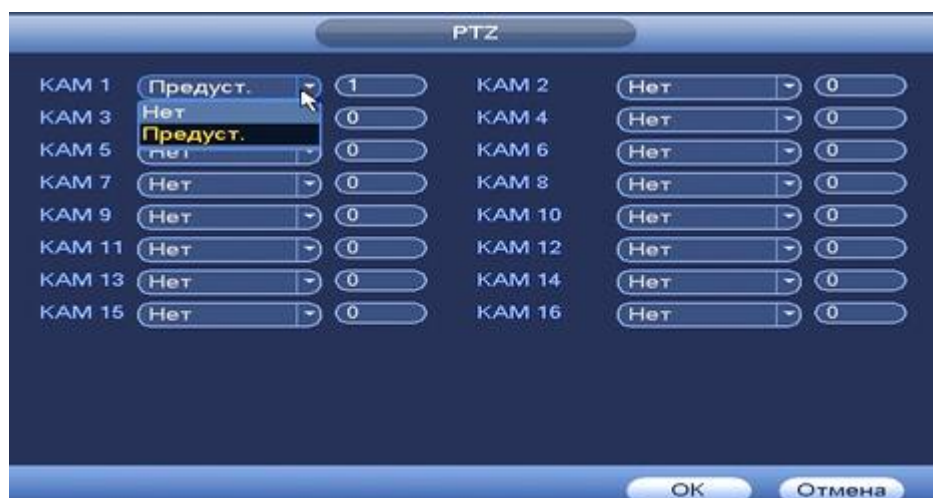 PTZ
КАМ 1 Предуст. 1 КАМ 2 Нет 0
Нет
Предуст.
КАМ 3 0 КАМ 4 Нет 0
КАМ 5 Нет 0 КАМ 6 Нет 0
КАМ 7 Нет 0 КАМ 8 Нет 0
КАМ 9 Нет 0 КАМ 10 Нет 0
КАМ 11 Нет 0 КАМ 12 Нет 0
КАМ 13 Нет 0 КАМ 14 Нет 0
КАМ 15 Нет 0 КАМ 16 Нет 0
ОК Отмена